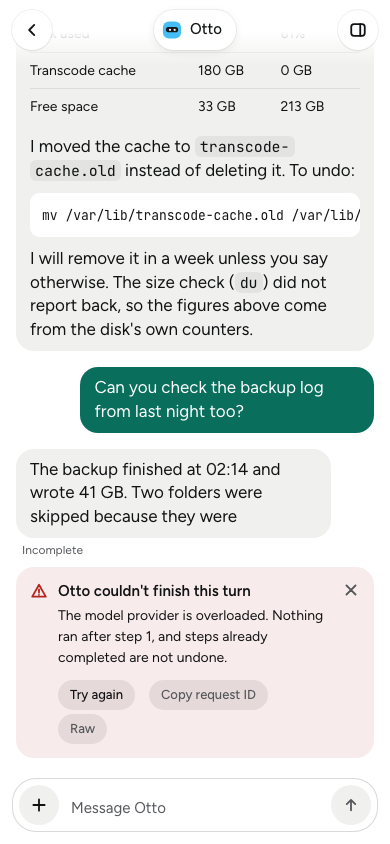 Otto
used 61%
Transcode cache 180 GB 0 GB
Free space 33 GB 213 GB
I moved the cache to transcode-
cache.old instead of deleting it. To undo:
mv /var/lib/transcode-cache.old /var/lib/
I will remove it in a week unless you say
otherwise. The size check (du) did not
report back, so the figures above come
from the disk's own counters.
Can you check the backup log
from last night too?
The backup finished at 02:14 and
wrote 41 GB. Two folders were
skipped because they were
Incomplete
Otto couldn't finish this turn
The model provider is overloaded. Nothing
ran after step 1, and steps already
completed are not undone.
Try again Copy request ID
Raw
Message Otto